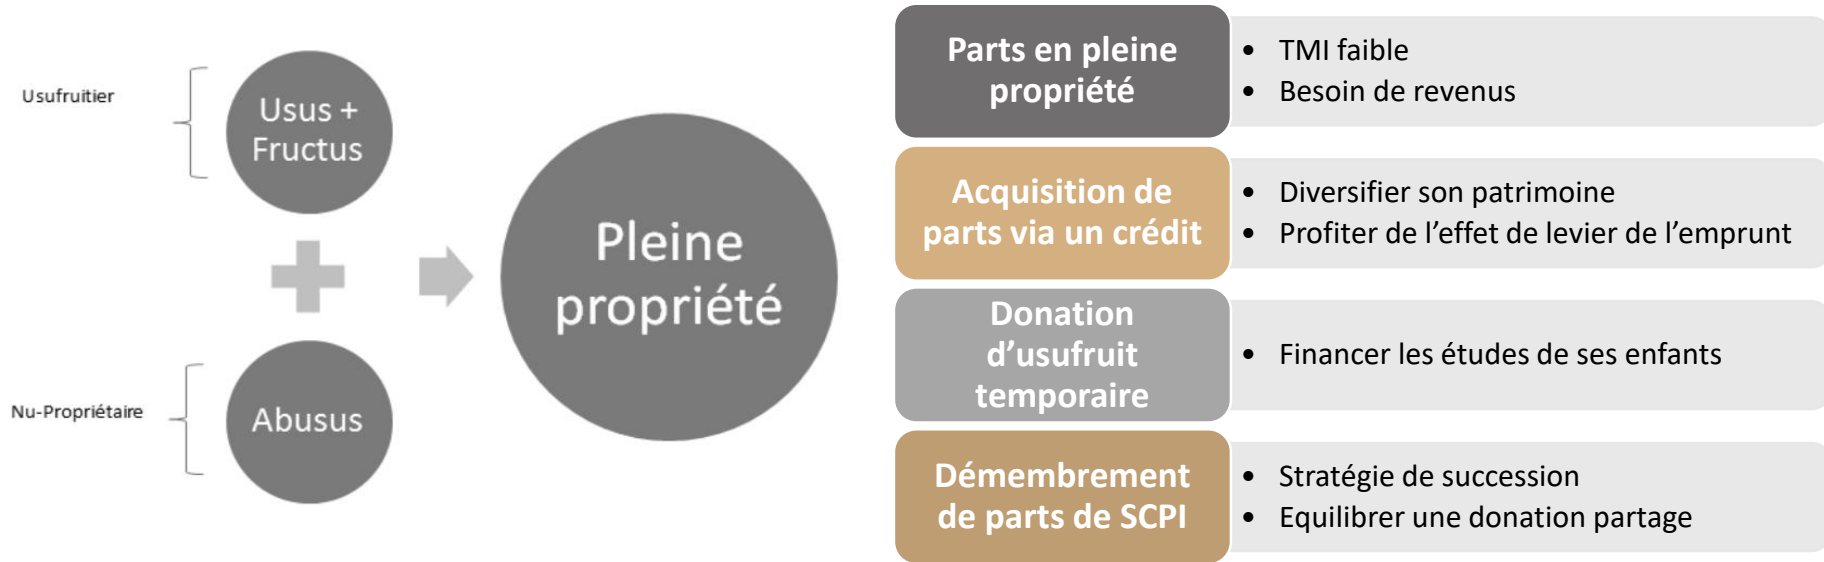 Usufruitier
Usus +
Fructus
Nu-Propriétaire
Abusus
Pleine
propriété
Parts en pleine
propriété
• TMI faible
• Besoin de revenus
Acquisition de
parts via un crédit
• Diversifier son patrimoine
• Profiter de l’effet de levier de l’emprunt
Donation
d’usufruit
temporaire
• Financer les études de ses enfants
Démembrement
de parts de SCPI
• Stratégie de succession
• Equilibrer une donation partage